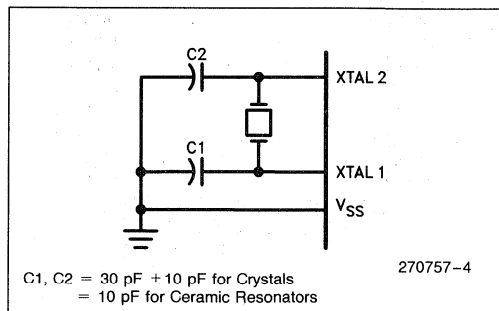 C2
XTAL 2
C1
XTAL 1
VSS
270757–4
C1, C2 = 30 pF +10 pF for Crystals
= 10 pF for Ceramic Resonators